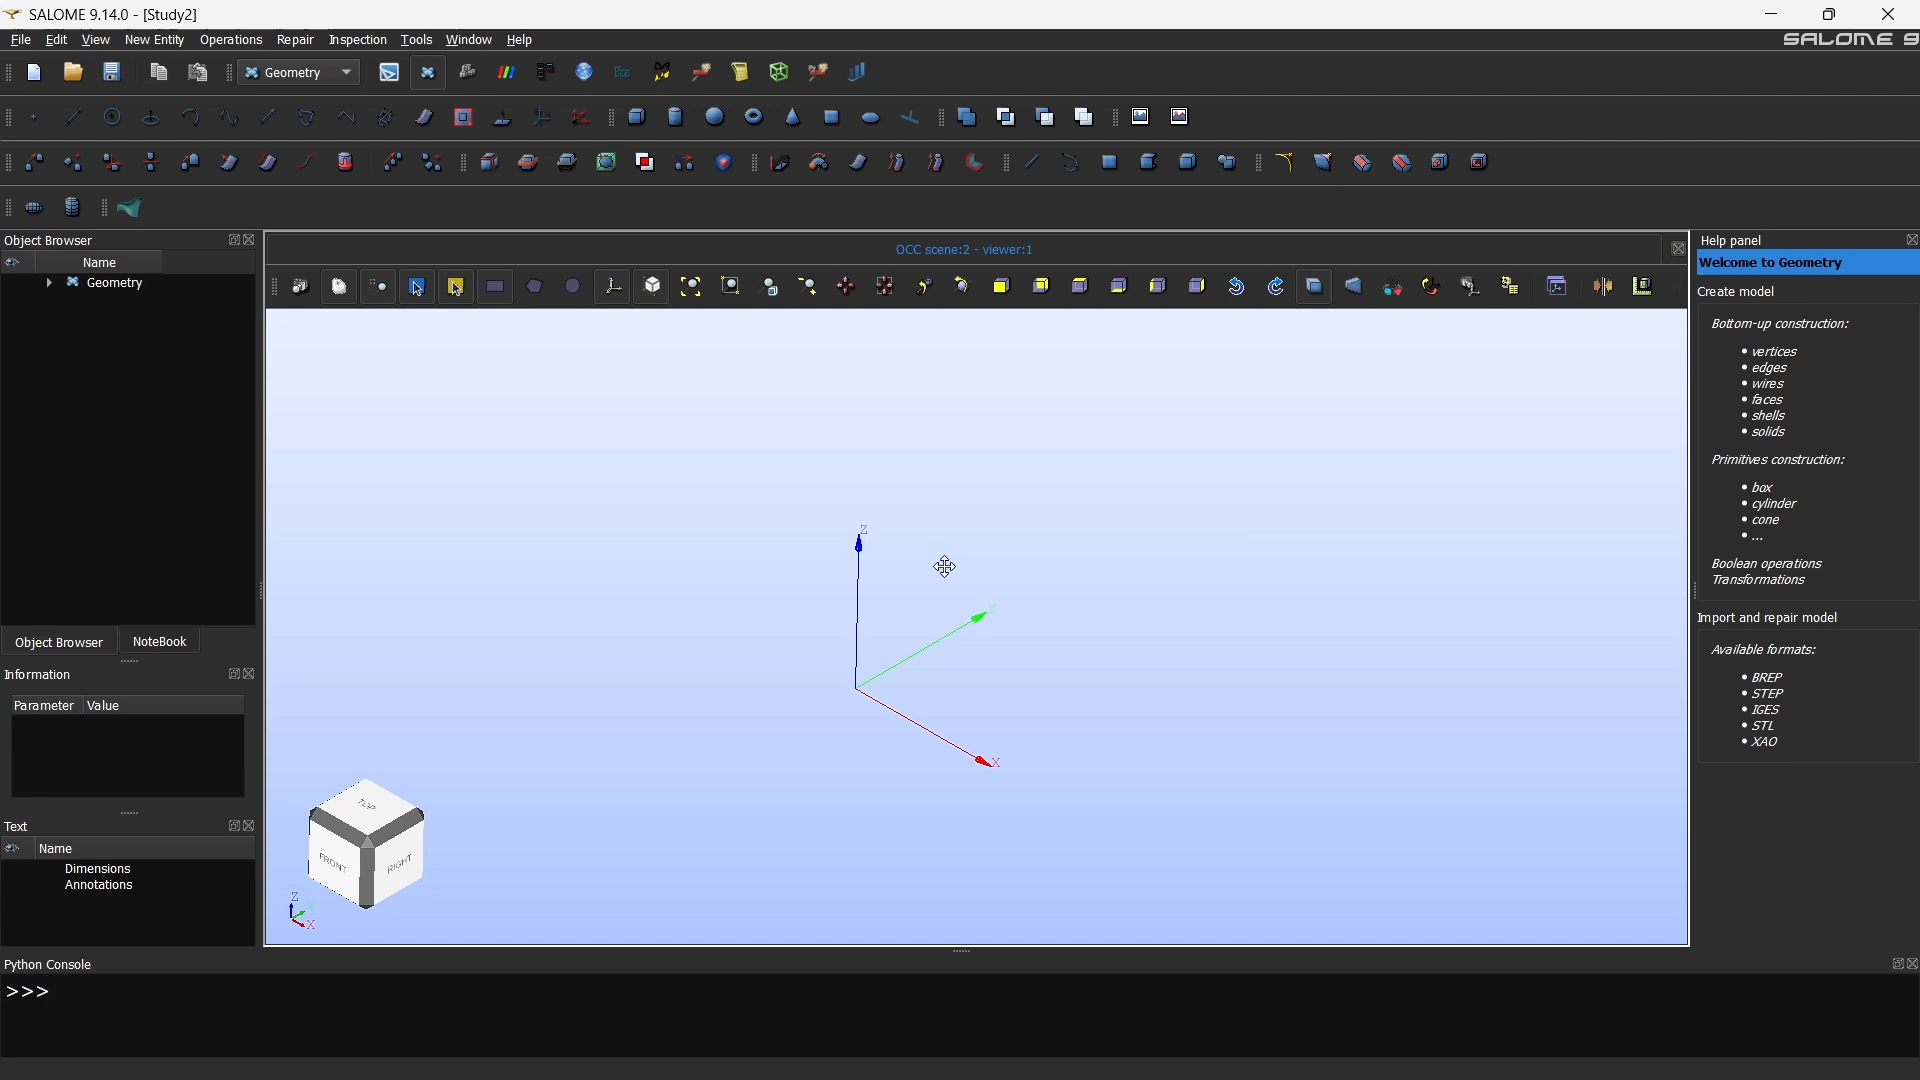 SALOME 9.14.0 - [Study2]
File Edit View New Entity Operations Repair Inspection Tools Window Help
SALOME 9
Geometry
Object Browser
Name
Geometry
Object Browser NoteBook
Information
Parameter Value
Text
Name
Dimensions
Annotations
OCC scene:2 - viewer:1
Z
Y
X
TOP
FRONT RIGHT
Z
Y
X
Help panel
Welcome to Geometry
Create model
Bottom-up construction:
• vertices
• edges
• wires
• faces
• shells
• solids
Primitives construction:
• box
• cylinder
• cone
• ...
Boolean operations
Transformations
Import and repair model
Available formats:
• BREP
• STEP
• IGES
• STL
• XAO
Python Console
>>>